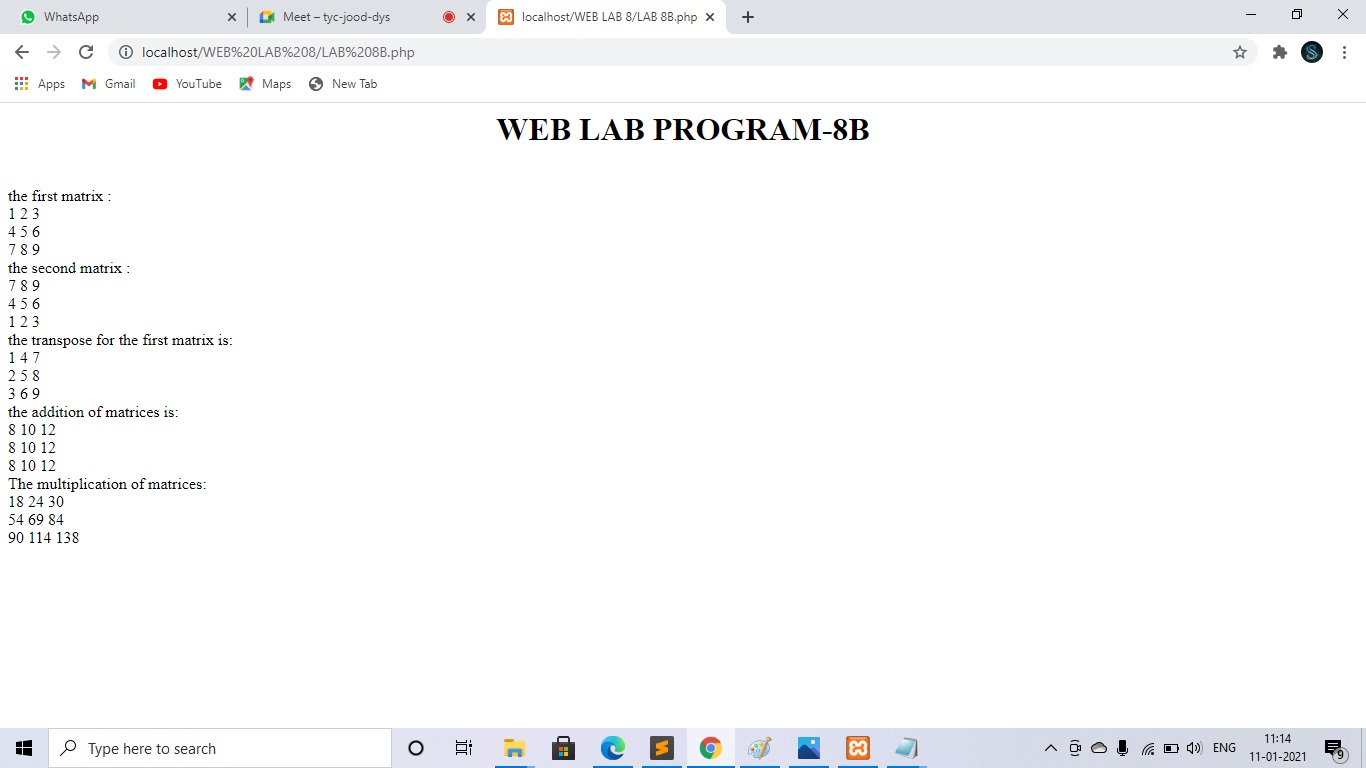 WhatsApp
Meet – tyc-jood-dys
localhost/WEB LAB 8/LAB 8B.php
localhost/WEB%20LAB%208/LAB%208B.php
Apps
Gmail
YouTube
Maps
New Tab
WEB LAB PROGRAM-8B
the first matrix :
1 2 3
4 5 6
7 8 9
the second matrix :
7 8 9
4 5 6
1 2 3
the transpose for the first matrix is:
1 4 7
2 5 8
3 6 9
the addition of matrices is:
8 10 12
8 10 12
8 10 12
The multiplication of matrices:
18 24 30
54 69 84
90 114 138
Type here to search
ENG
11:14
11-01-2021
9